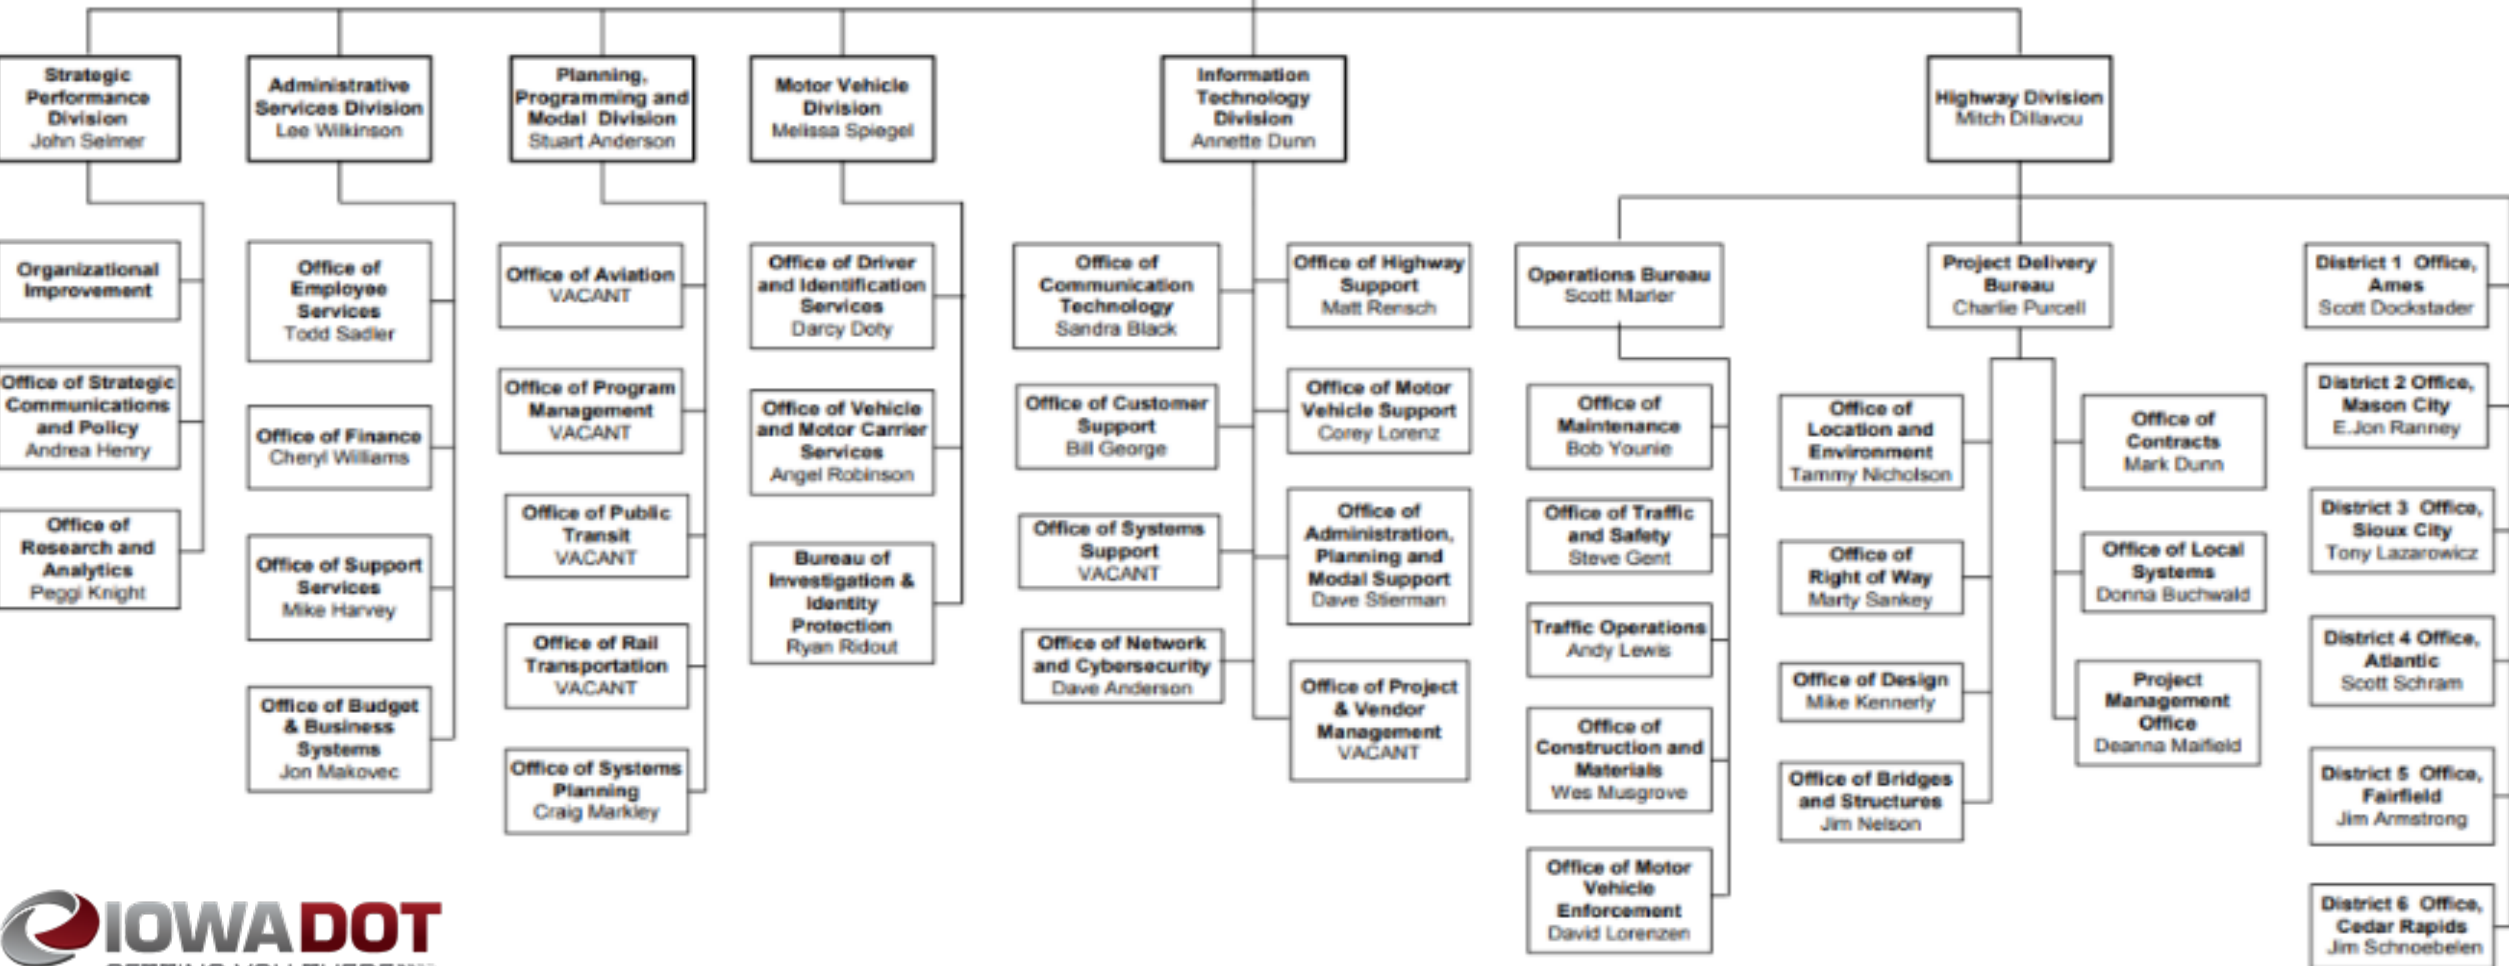 Strategic
Performance
Division
John Selmer
Administrative
Services Division
Lee Wilkinson
Planning,
Programming and
Modal Division
Stuart Anderson
Motor Vehicle
Division
Melissa Spiegel
Information
Technology
Division
Annette Dunn
Highway Division
Mitch Dillavou
Organizational
Improvement
Office of Strategic
Communications
and Policy
Andrea Henry
Office of
Research and
Analytics
Peggi Knight
Office of
Employee
Services
Todd Sadler
Office of Finance
Cheryl Williams
Office of Support
Services
Mike Harvey
Office of Budget
& Business
Systems
Jon Makovec
Office of Aviation
VACANT
Office of Program
Management
VACANT
Office of Public
Transit
VACANT
Office of Rail
Transportation
VACANT
Office of Systems
Planning
Craig Markley
Office of Driver
and Identification
Services
Darcy Doty
Office of Vehicle
and Motor Carrier
Services
Angel Robinson
Bureau of
Investigation &
Identity
Protection
Ryan Ridout
Office of
Communication
Technology
Sandra Black
Office of Customer
Support
Bill George
Office of Systems
Support
VACANT
Office of Network
and Cybersecurity
Dave Anderson
Office of Highway
Support
Matt Rensch
Office of Motor
Vehicle Support
Corey Lorenz
Office of
Administration,
Planning and
Modal Support
Dave Stierman
Office of Project
& Vendor
Management
VACANT
Operations Bureau
Scott Marler
Office of
Maintenance
Bob Younie
Office of Traffic
and Safety
Steve Gent
Traffic Operations
Andy Lewis
Office of
Construction and
Materials
Wes Musgrove
Office of Motor
Vehicle
Enforcement
David Lorenzen
Project Delivery
Bureau
Charlie Purcell
Office of
Location and
Environment
Tammy Nicholson
Office of
Right of Way
Marty Sankey
Office of Design
Mike Kennerly
Office of Bridges
and Structures
Jim Nelson
Office of
Contracts
Mark Dunn
Office of Local
Systems
Donna Buchwald
Project
Management
Office
Deanna Maifield
District 1 Office,
Ames
Scott Dockstader
District 2 Office,
Mason City
E.Jon Ranney
District 3 Office,
Sioux City
Tony Lazarowicz
District 4 Office,
Atlantic
Scott Schram
District 5 Office,
Fairfield
Jim Armstrong
District 6 Office,
Cedar Rapids
Jim Schnoebelen
IOWADOT